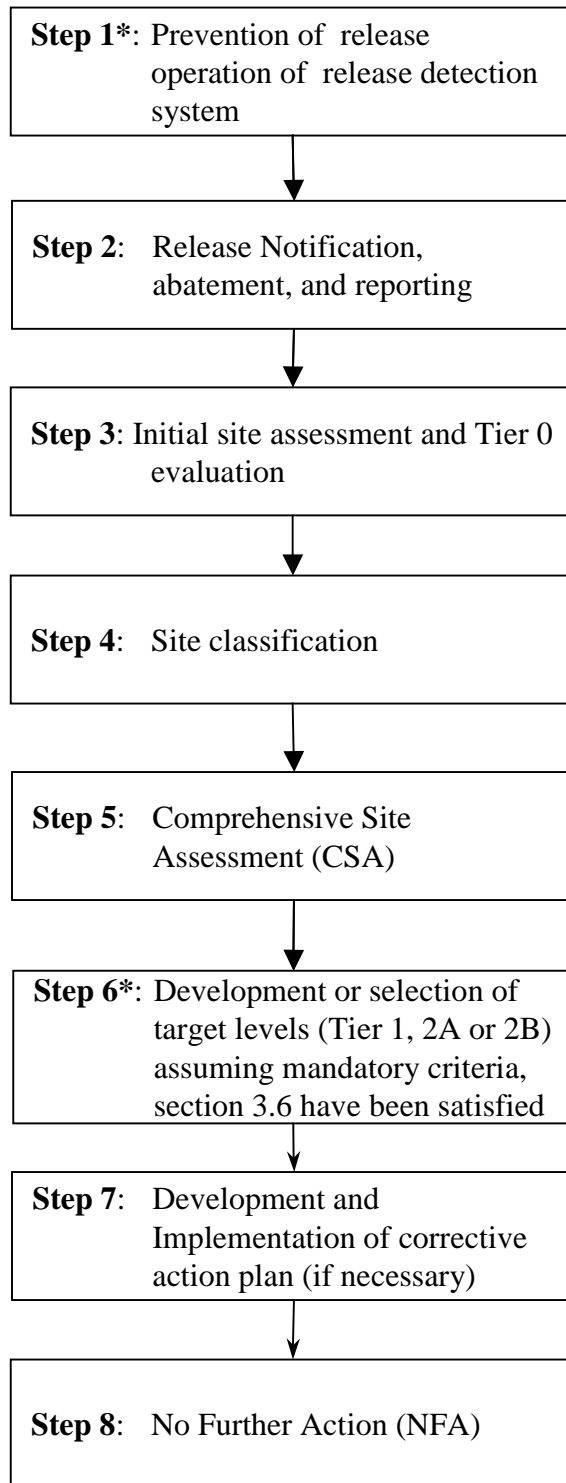 Step 1*: Prevention of release
operation of release detection
system
Step 2: Release Notification,
abatement, and reporting
Step 3: Initial site assessment and Tier 0
evaluation
Step 4: Site classification
Step 5: Comprehensive Site
Assessment (CSA)
Step 6*: Development or selection of
target levels (Tier 1, 2A or 2B)
assuming mandatory criteria,
section 3.6 have been satisfied
Step 7: Development and
Implementation of corrective
action plan (if necessary)
Step 8: No Further Action (NFA)